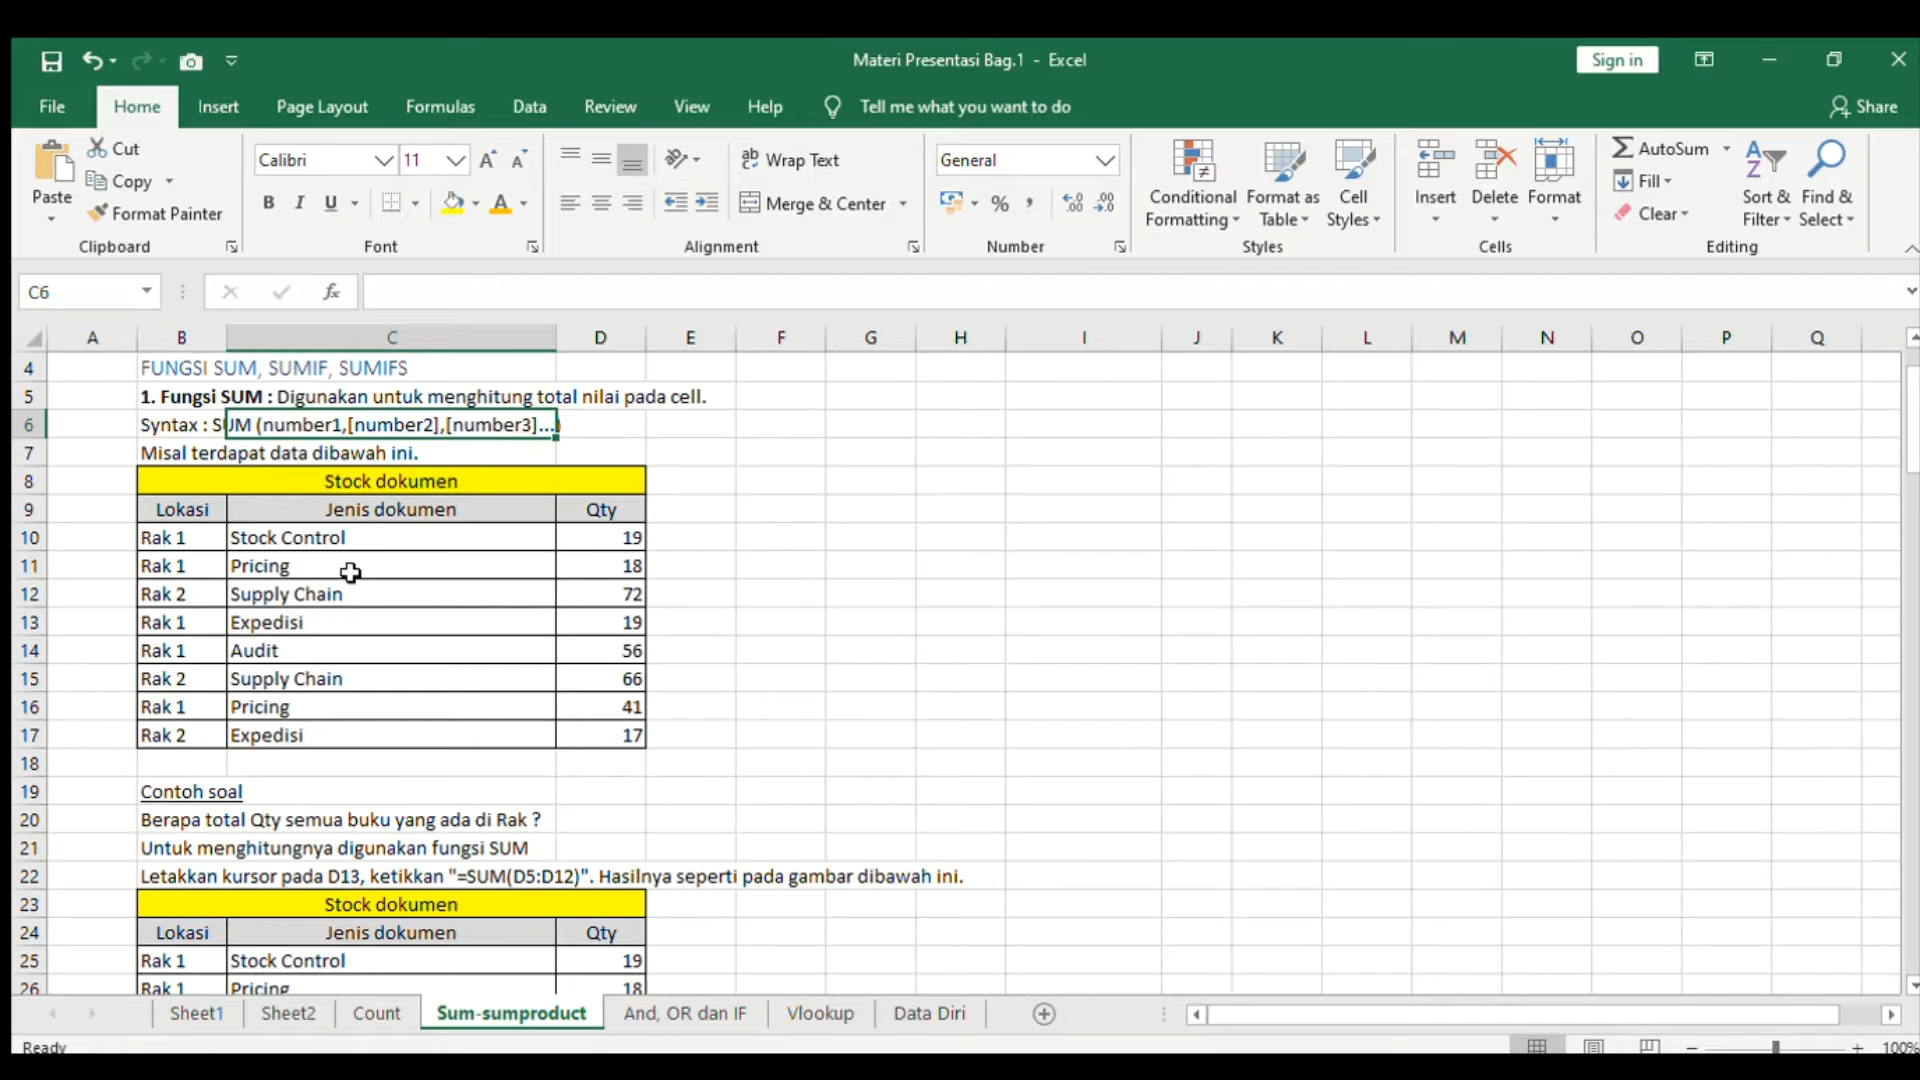 Materi Presentasi Bag.1 - Excel
Sign in
File Home Insert Page Layout Formulas Data Review View Help Tell me what you want to do Share
Paste
Cut
Copy
Format Painter
Clipboard
Calibri 11
B I U
Font
Wrap Text
Merge & Center
Alignment
General
Number
Conditional Formatting
Format as Table
Cell Styles
Styles
Insert Delete Format
Cells
AutoSum
Fill
Clear
Sort & Filter
Find & Select
Editing
C6 fx
A B C D E F G H I J K L M N O P Q
4 FUNGSI SUM, SUMIF, SUMIFS
5 1. Fungsi SUM : Digunakan untuk menghitung total nilai pada cell.
6 Syntax : SUM (number1,[number2],[number3]...)
7 Misal terdapat data dibawah ini.
8 Stock dokumen
9 Lokasi Jenis dokumen Qty
10 Rak 1 Stock Control 19
11 Rak 1 Pricing 18
12 Rak 2 Supply Chain 72
13 Rak 1 Expedisi 19
14 Rak 1 Audit 56
15 Rak 2 Supply Chain 66
16 Rak 1 Pricing 41
17 Rak 2 Expedisi 17
18
19 Contoh soal
20 Berapa total Qty semua buku yang ada di Rak ?
21 Untuk menghitungnya digunakan fungsi SUM
22 Letakkan kursor pada D13, ketikkan "=SUM(D5:D12)". Hasilnya seperti pada gambar dibawah ini.
23 Stock dokumen
24 Lokasi Jenis dokumen Qty
25 Rak 1 Stock Control 19
26 Rak 1 Pricing 18
Sheet1 Sheet2 Count Sum-sumproduct And, OR dan IF Vlookup Data Diri
Ready 100%